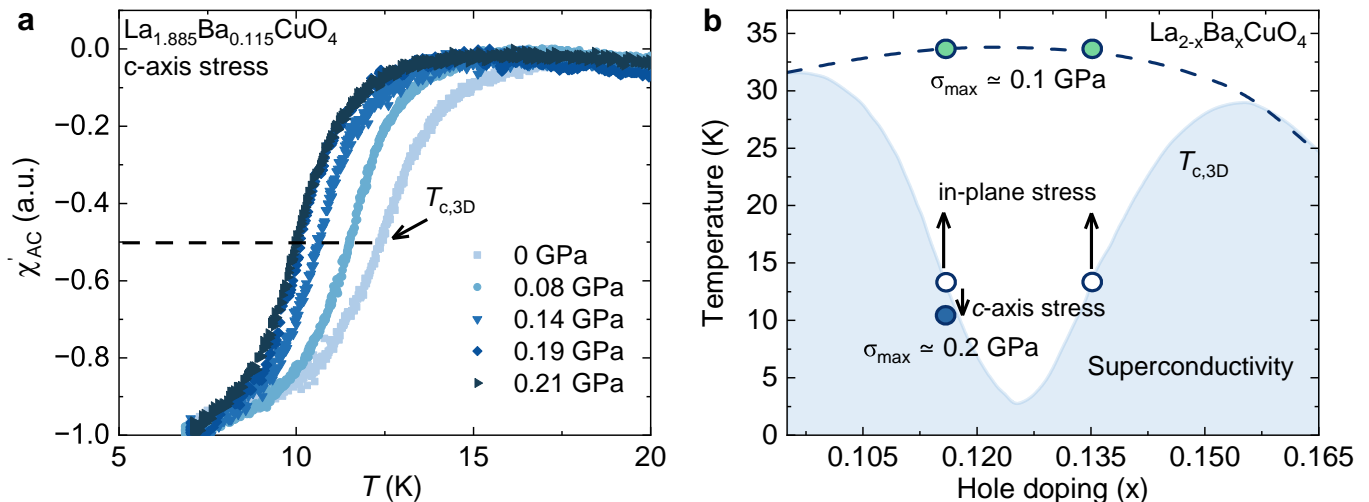 a
La₁.₈₈₅Ba₀.₁₁₅CuO₄
c-axis stress
0.0
−0.2
−0.4
−0.6
−0.8
−1.0
χ'AC (a.u.)
Tc,3D
0 GPa
0.08 GPa
0.14 GPa
0.19 GPa
0.21 GPa
5
10
15
20
T (K)
b
La₂₋ₓBaₓCuO₄
35
30
25
20
15
10
5
0
Temperature (K)
σmax ≃ 0.1 GPa
Tc,3D
in-plane stress
c-axis stress
σmax ≃ 0.2 GPa
Superconductivity
0.105
0.120
0.135
0.150
0.165
Hole doping (x)